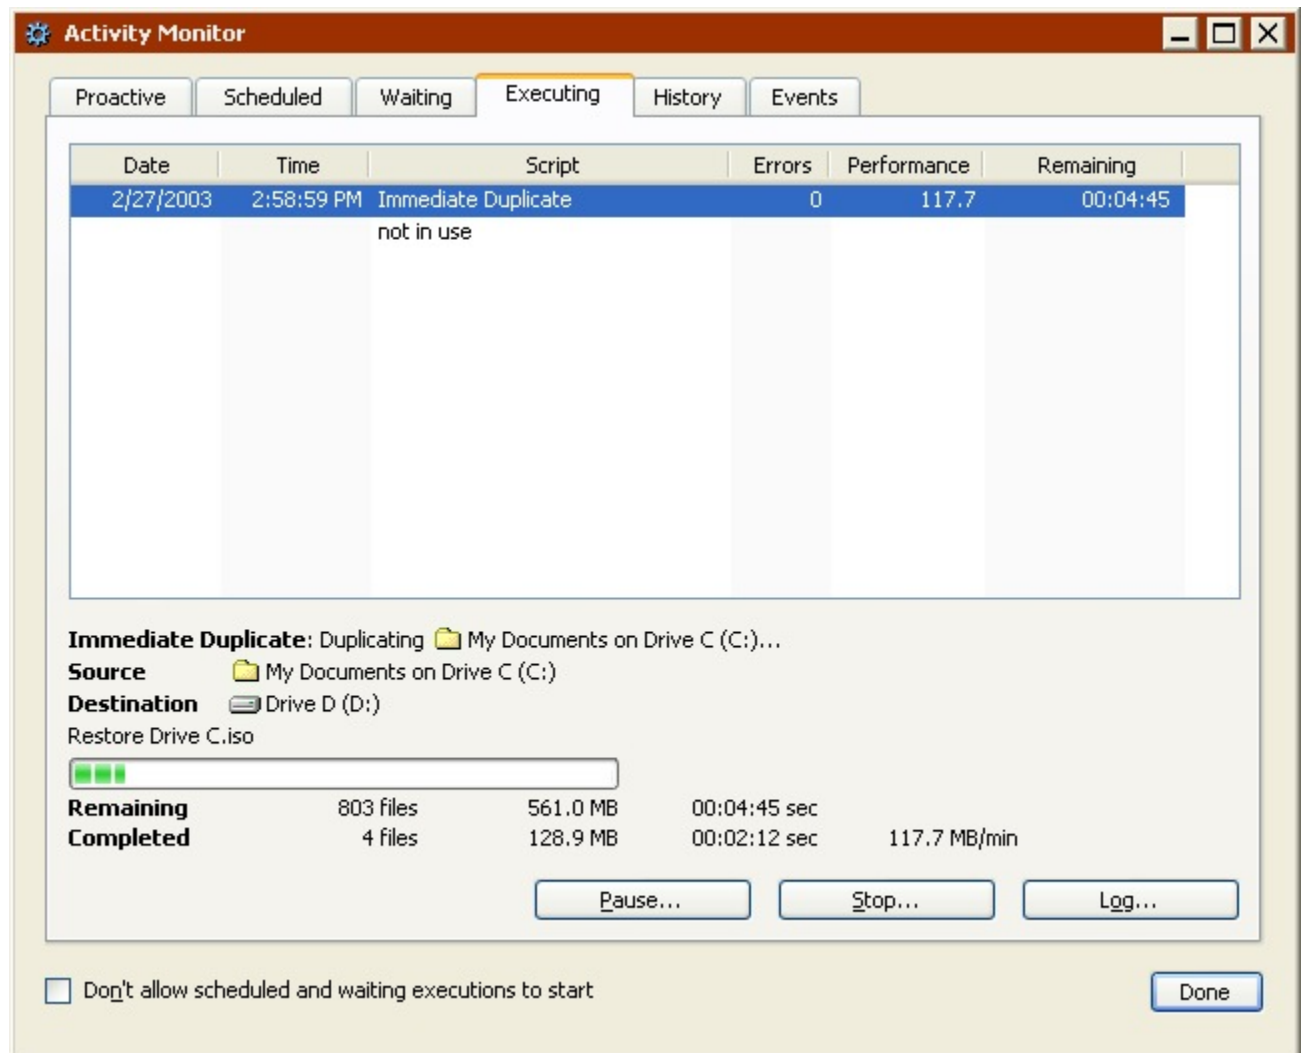 Activity Monitor
Proactive Scheduled Waiting Executing History Events
Date Time Script Errors Performance Remaining
2/27/2003 2:58:59 PM Immediate Duplicate 0 117.7 00:04:45
not in use
Immediate Duplicate: Duplicating My Documents on Drive C (C:)...
Source My Documents on Drive C (C:)
Destination Drive D (D:)
Restore Drive C.iso
Remaining 803 files 561.0 MB 00:04:45 sec
Completed 4 files 128.9 MB 00:02:12 sec 117.7 MB/min
Pause... Stop... Log...
Don't allow scheduled and waiting executions to start Done